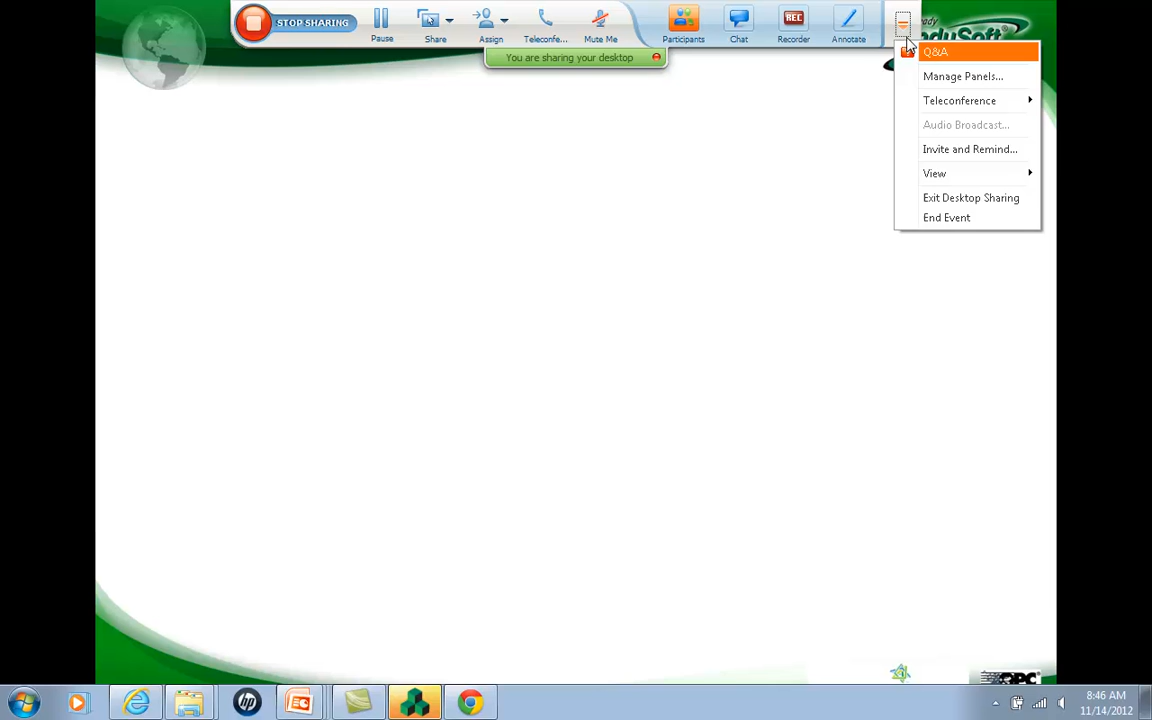 STOP SHARING
Pause
Share
Assign
Teleconfe...
Mute Me
Participants
REC
Chat
Recorder
Annotate
You are sharing your desktop
Q&A
Manage Panels...
Teleconference
Audio Broadcast...
Invite and Remind...
View
Exit Desktop Sharing
End Event
hp
8:46 AM
11/14/2012